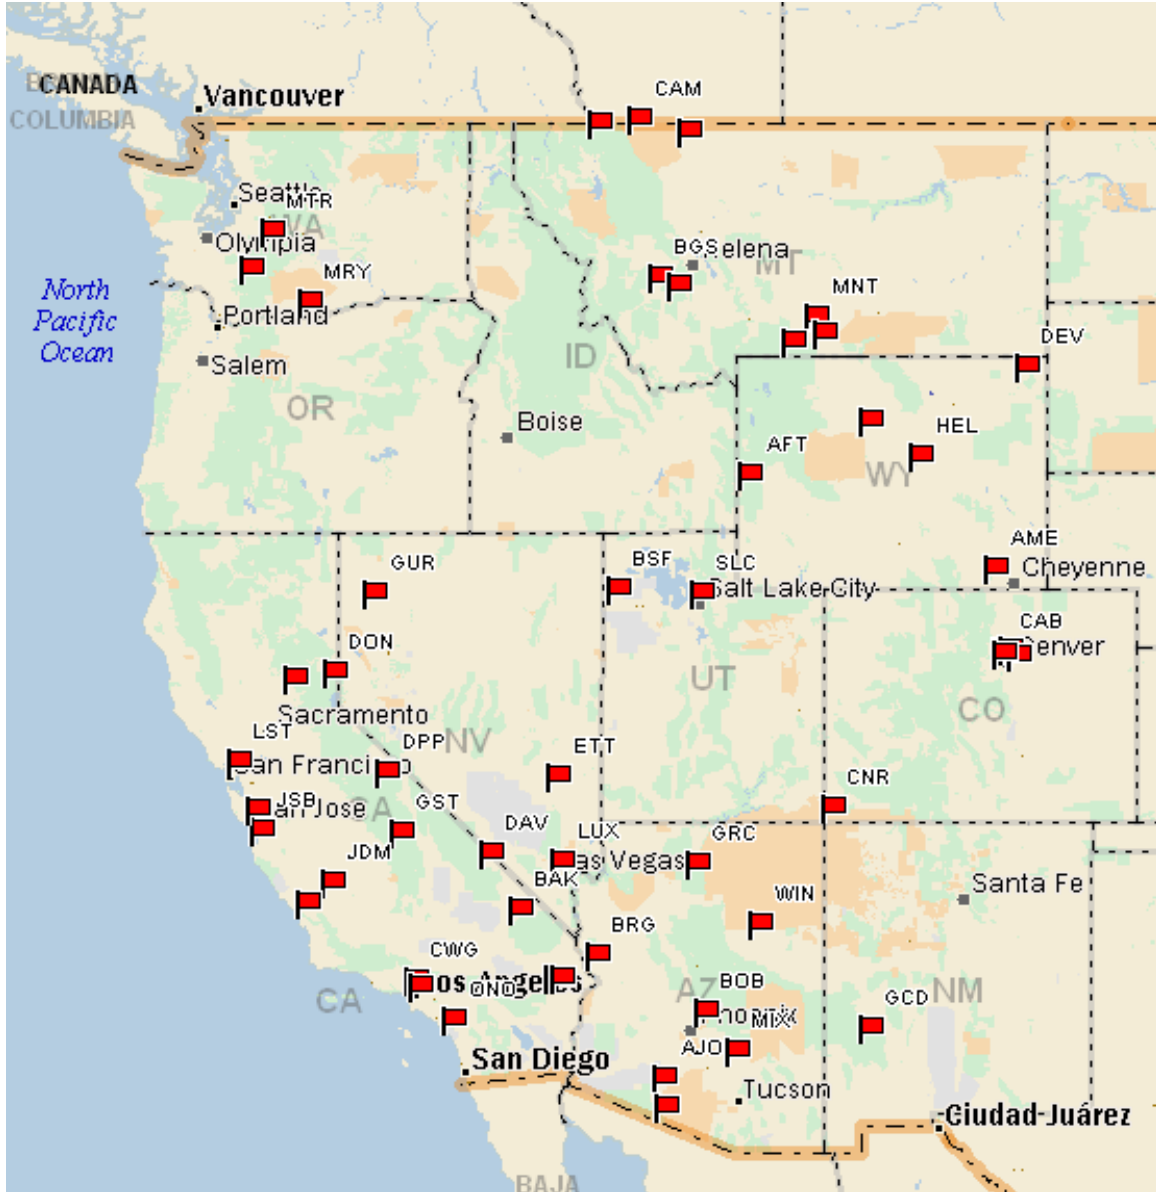 CANADA
COLUMBIA
Vancouver
CAM
Seattle
MTR
WA
Olympia
MRY
BGS
Helena
MT
North
Pacific
Ocean
MNT
Portland
Salem
ID
DEV
OR
Boise
AFT
HEL
WY
GUR
BSF
SLC
AME
Cheyenne
Salt Lake City
CAB
Denver
DON
UT
CO
Sacramento
LST
DPP
NV
ETT
San Francisco
CNR
JSB
San Jose
CA
GST
DAV
LUX
GRC
Las Vegas
JDM
BAK
Santa Fe
WIN
BRG
CWG
Los Angeles
CA
AZ
BOB
GCD
NM
Phoenix
MIX
AJO
San Diego
Tucson
Ciudad Juárez
BAJA